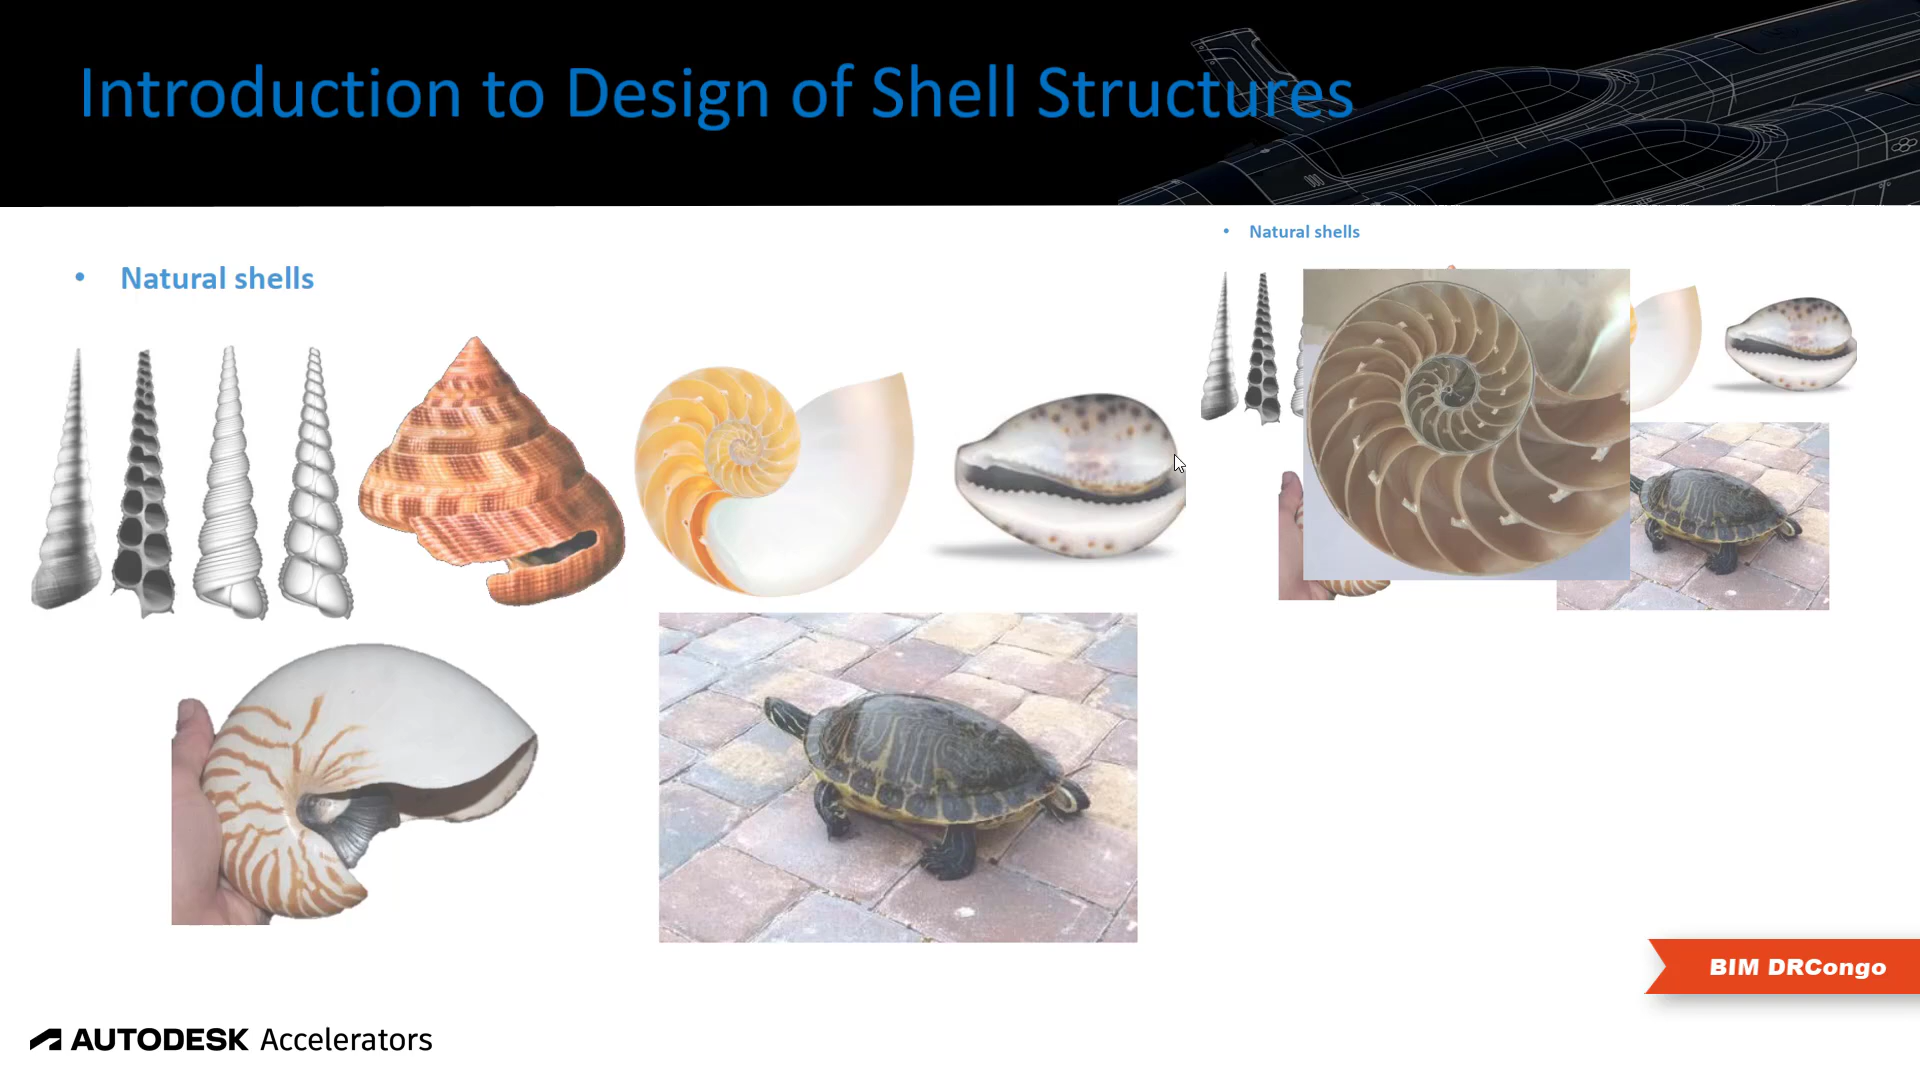 Introduction to Design of Shell Structures
• Natural shells
• Natural shells
BIM DRCongo
AUTODESK Accelerators